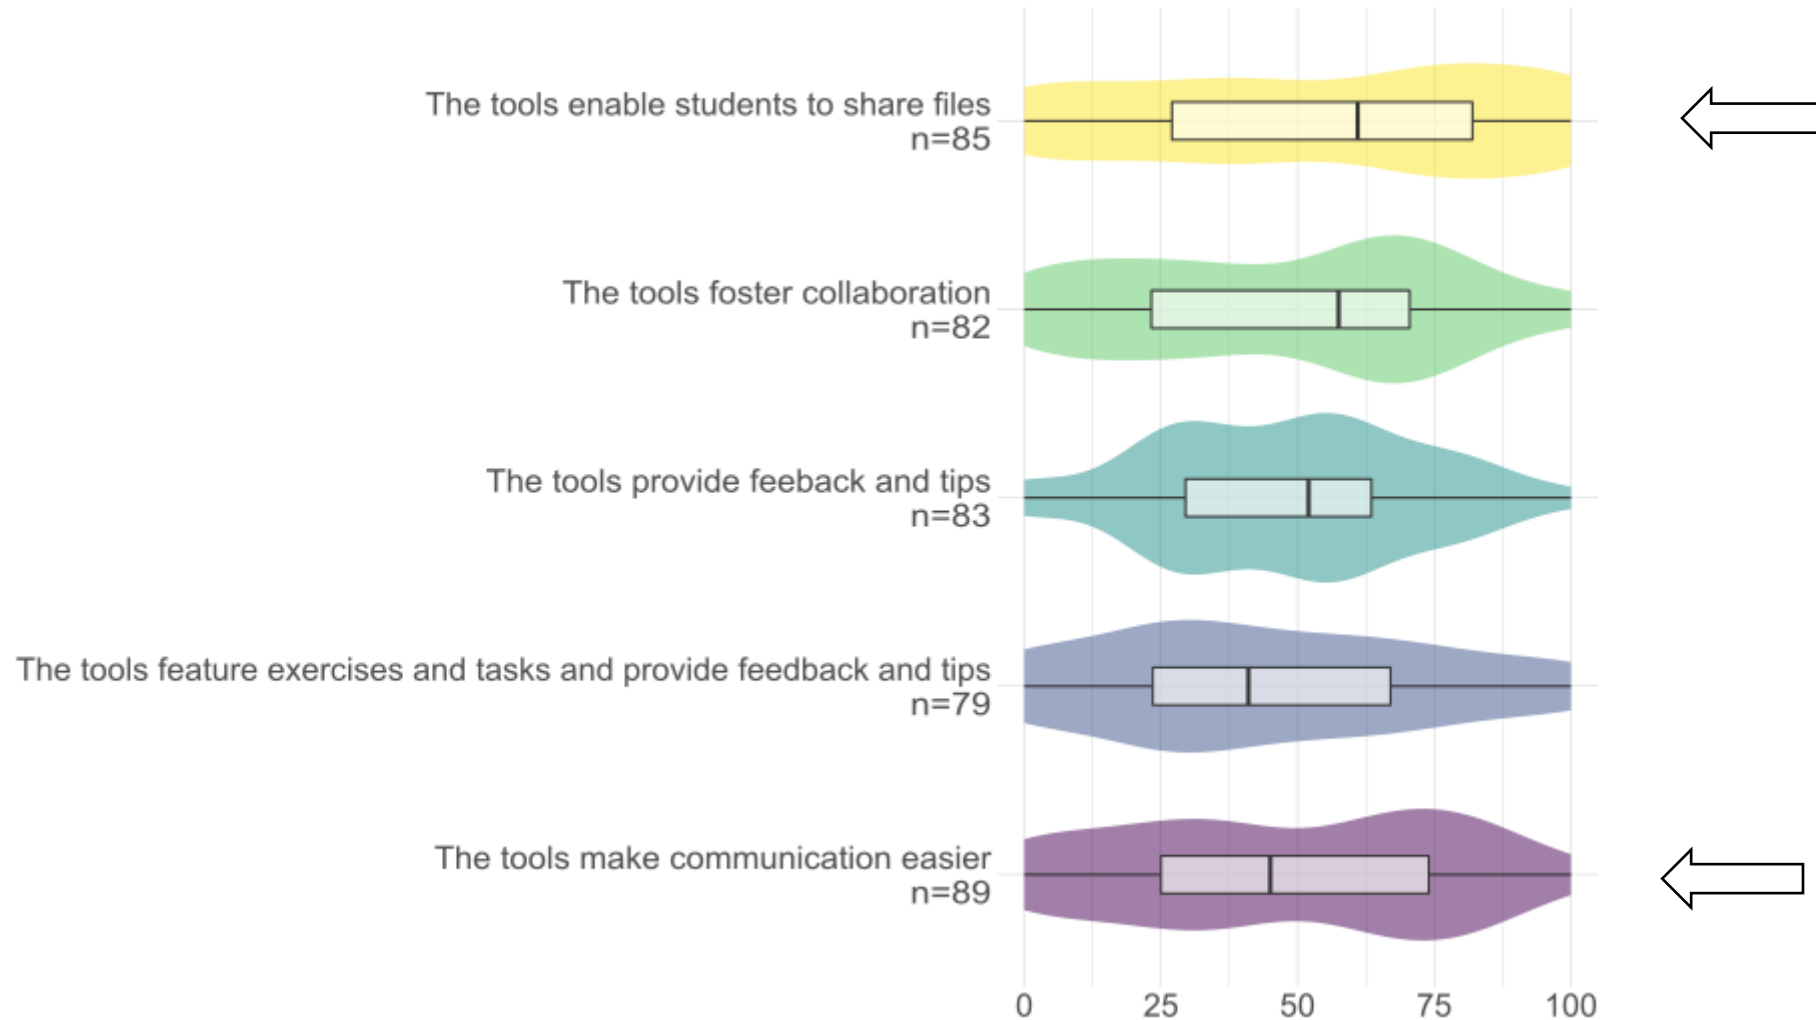 The tools enable students to share files
n=85
The tools foster collaboration
n=82
The tools provide feeback and tips
n=83
The tools feature exercises and tasks and provide feedback and tips
n=79
The tools make communication easier
n=89
0 25 50 75 100